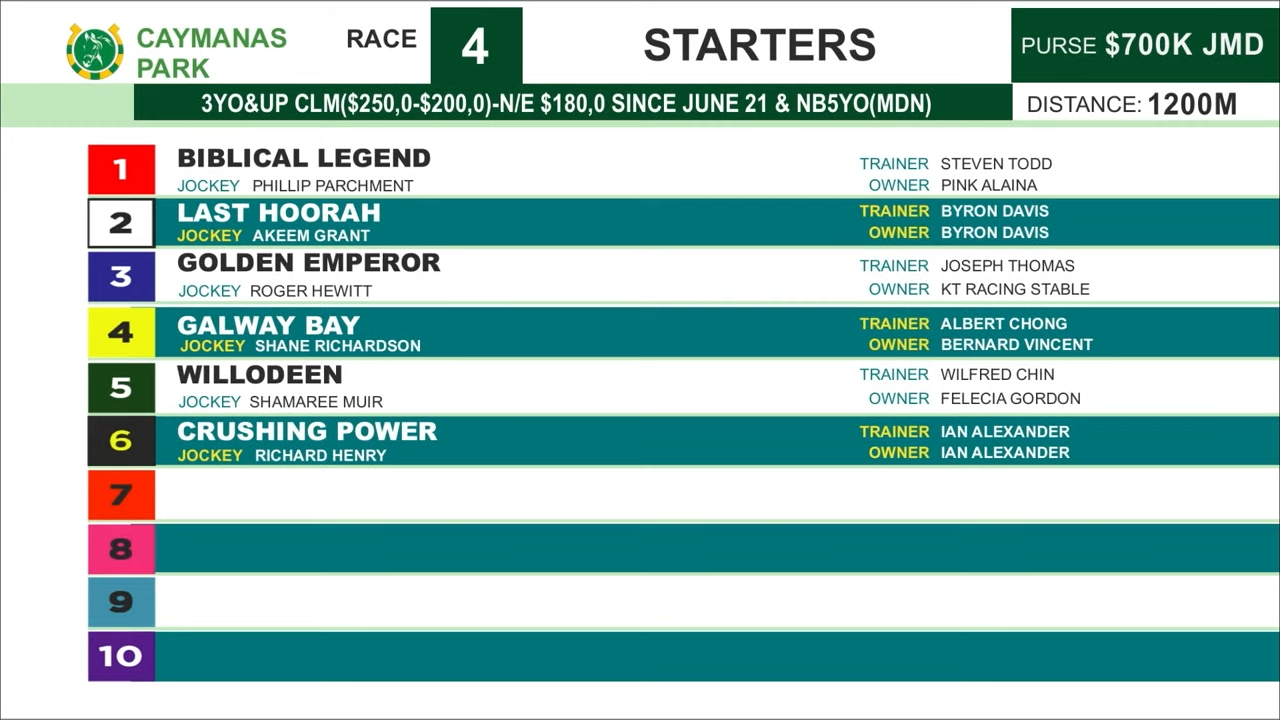 CAYMANAS PARK
RACE 4 STARTERS
PURSE $700K JMD
3YO&UP CLM($250,0-$200,0)-N/E $180,0 SINCE JUNE 21 & NB5YO(MDN)
DISTANCE: 1200M
1 BIBLICAL LEGEND TRAINER STEVEN TODD
JOCKEY PHILLIP PARCHMENT OWNER PINK ALAINA
2 LAST HOORAH TRAINER BYRON DAVIS
JOCKEY AKEEM GRANT OWNER BYRON DAVIS
3 GOLDEN EMPEROR TRAINER JOSEPH THOMAS
JOCKEY ROGER HEWITT OWNER KT RACING STABLE
4 GALWAY BAY TRAINER ALBERT CHONG
JOCKEY SHANE RICHARDSON OWNER BERNARD VINCENT
5 WILLODEEN TRAINER WILFRED CHIN
JOCKEY SHAMAREE MUIR OWNER FELECIA GORDON
6 CRUSHING POWER TRAINER IAN ALEXANDER
JOCKEY RICHARD HENRY OWNER IAN ALEXANDER
7
8
9
10